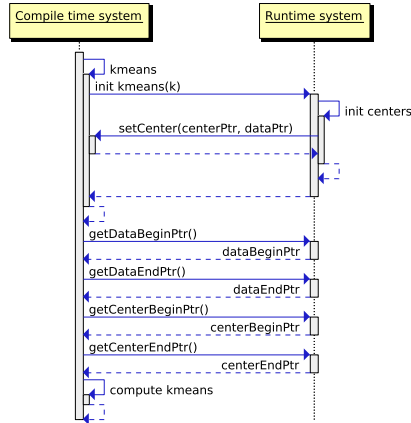 Compile time system
Runtime system
kmeans
init kmeans(k)
init centers
setCenter(centerPtr, dataPtr)
getDataBeginPtr()
dataBeginPtr
getDataEndPtr()
dataEndPtr
getCenterBeginPtr()
centerBeginPtr
getCenterEndPtr()
centerEndPtr
compute kmeans